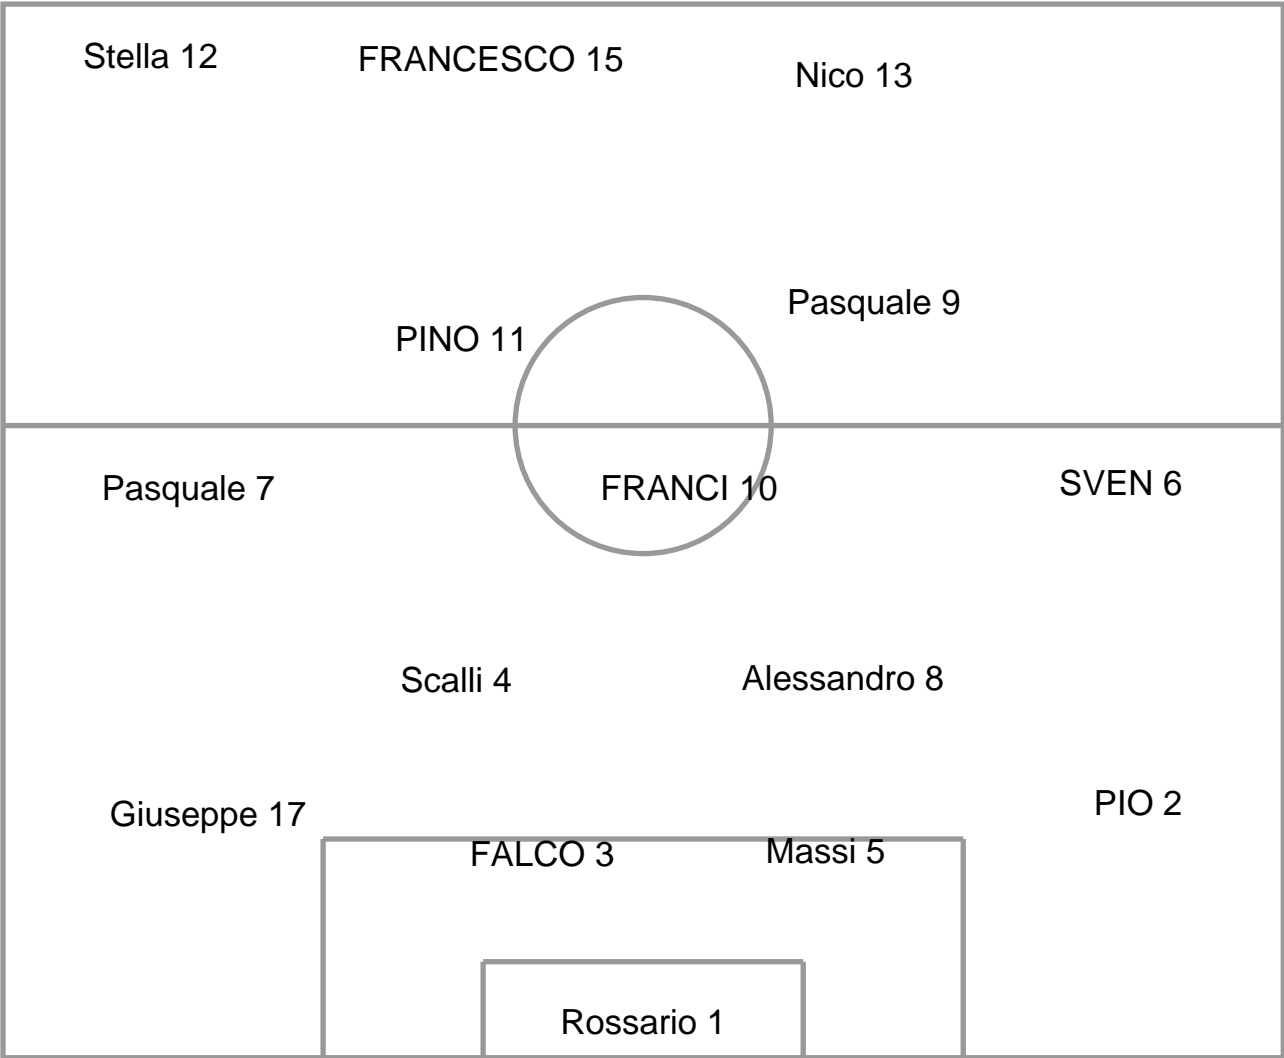 Stella 12
FRANCESCO 15
Nico 13
Pasquale 9
PINO 11
Pasquale 7
FRANCI 10
SVEN 6
Scalli 4
Alessandro 8
Giuseppe 17
PIO 2
FALCO 3
Massi 5
Rossario 1